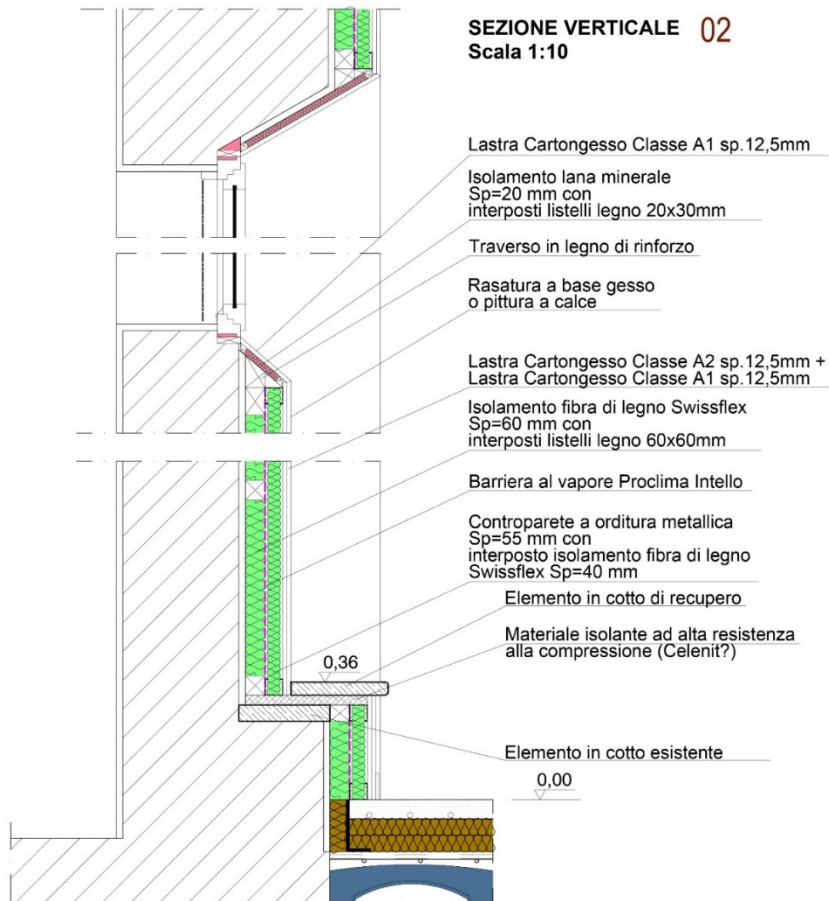 SEZIONE VERTICALE 02
Scala 1:10
Lastra Cartongesso Classe A1 sp.12,5mm
Isolamento lana minerale
Sp=20 mm con
interposti listelli legno 20x30mm
Traverso in legno di rinforzo
Rasatura a base gesso
o pittura a calce
Lastra Cartongesso Classe A2 sp.12,5mm +
Lastra Cartongesso Classe A1 sp.12,5mm
Isolamento fibra di legno Swissflex
Sp=60 mm con
interposti listelli legno 60x60mm
Barriera al vapore Proclima Intello
Controparete a orditura metallica
Sp=55 mm con
interposto isolamento fibra di legno
Swissflex Sp=40 mm
Elemento in cotto di recupero
Materiale isolante ad alta resistenza
alla compressione (Celenit?)
0,36
Elemento in cotto esistente
0,00